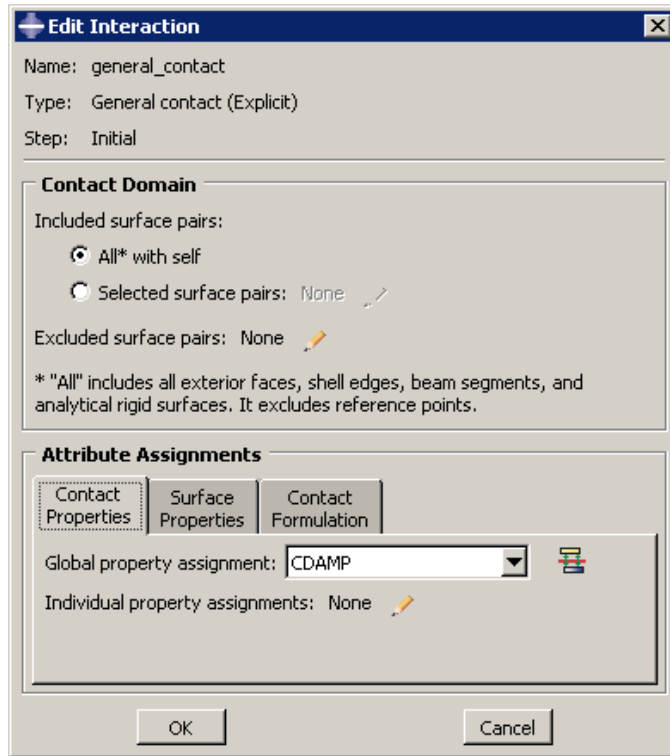 Edit Interaction
Name: general_contact
Type: General contact (Explicit)
Step: Initial
Contact Domain
Included surface pairs:
All* with self
Selected surface pairs: None
Excluded surface pairs: None
* "All" includes all exterior faces, shell edges, beam segments, and
analytical rigid surfaces. It excludes reference points.
Attribute Assignments
Contact Properties
Surface Properties
Contact Formulation
Global property assignment: CDAMP
Individual property assignments: None
OK
Cancel